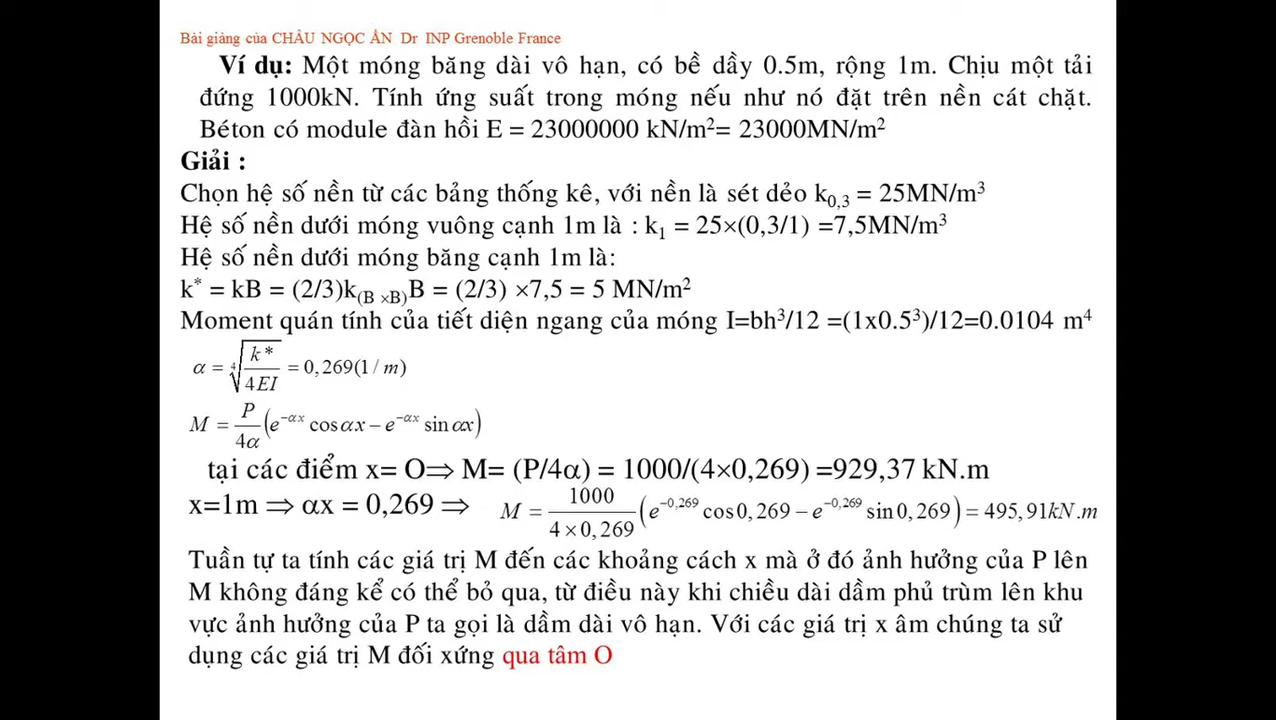 Bài giảng của CHÂU NGỌC ẨN Dr INP Grenoble France
Ví dụ: Một móng băng dài vô hạn, có bề dầy 0.5m, rộng 1m. Chịu một tải
đứng 1000kN. Tính ứng suất trong móng nếu như nó đặt trên nền cát chặt.
Béton có module đàn hồi E = 23000000 kN/m²= 23000MN/m²
Giải :
Chọn hệ số nền từ các bảng thống kê, với nền là sét dẻo k₀,₃ = 25MN/m³
Hệ số nền dưới móng vuông cạnh 1m là : k₁ = 25×(0,3/1) =7,5MN/m³
Hệ số nền dưới móng băng cạnh 1m là:
k* = kB = (2/3)k(B ×B)B = (2/3) ×7,5 = 5 MN/m²
Moment quán tính của tiết diện ngang của móng I=bh³/12 =(1x0.5³)/12=0.0104 m⁴
α = ⁴√(k*/4EI) = 0,269(1/m)
M = P/4α (e^{-αx} cos αx – e^{-αx} sin αx)
tại các điểm x= O⇒ M= (P/4α) = 1000/(4×0,269) =929,37 kN.m
x=1m ⇒ αx = 0,269 ⇒ M = 1000/(4×0,269) (e^{-0,269} cos0,269 – e^{-0,269} sin0,269) = 495,91kN.m
Tuần tự ta tính các giá trị M đến các khoảng cách x mà ở đó ảnh hưởng của P lên
M không đáng kể có thể bỏ qua, từ điều này khi chiều dài dầm phủ trùm lên khu
vực ảnh hưởng của P ta gọi là dầm dài vô hạn. Với các giá trị x âm chúng ta sử
dụng các giá trị M đối xứng qua tâm O